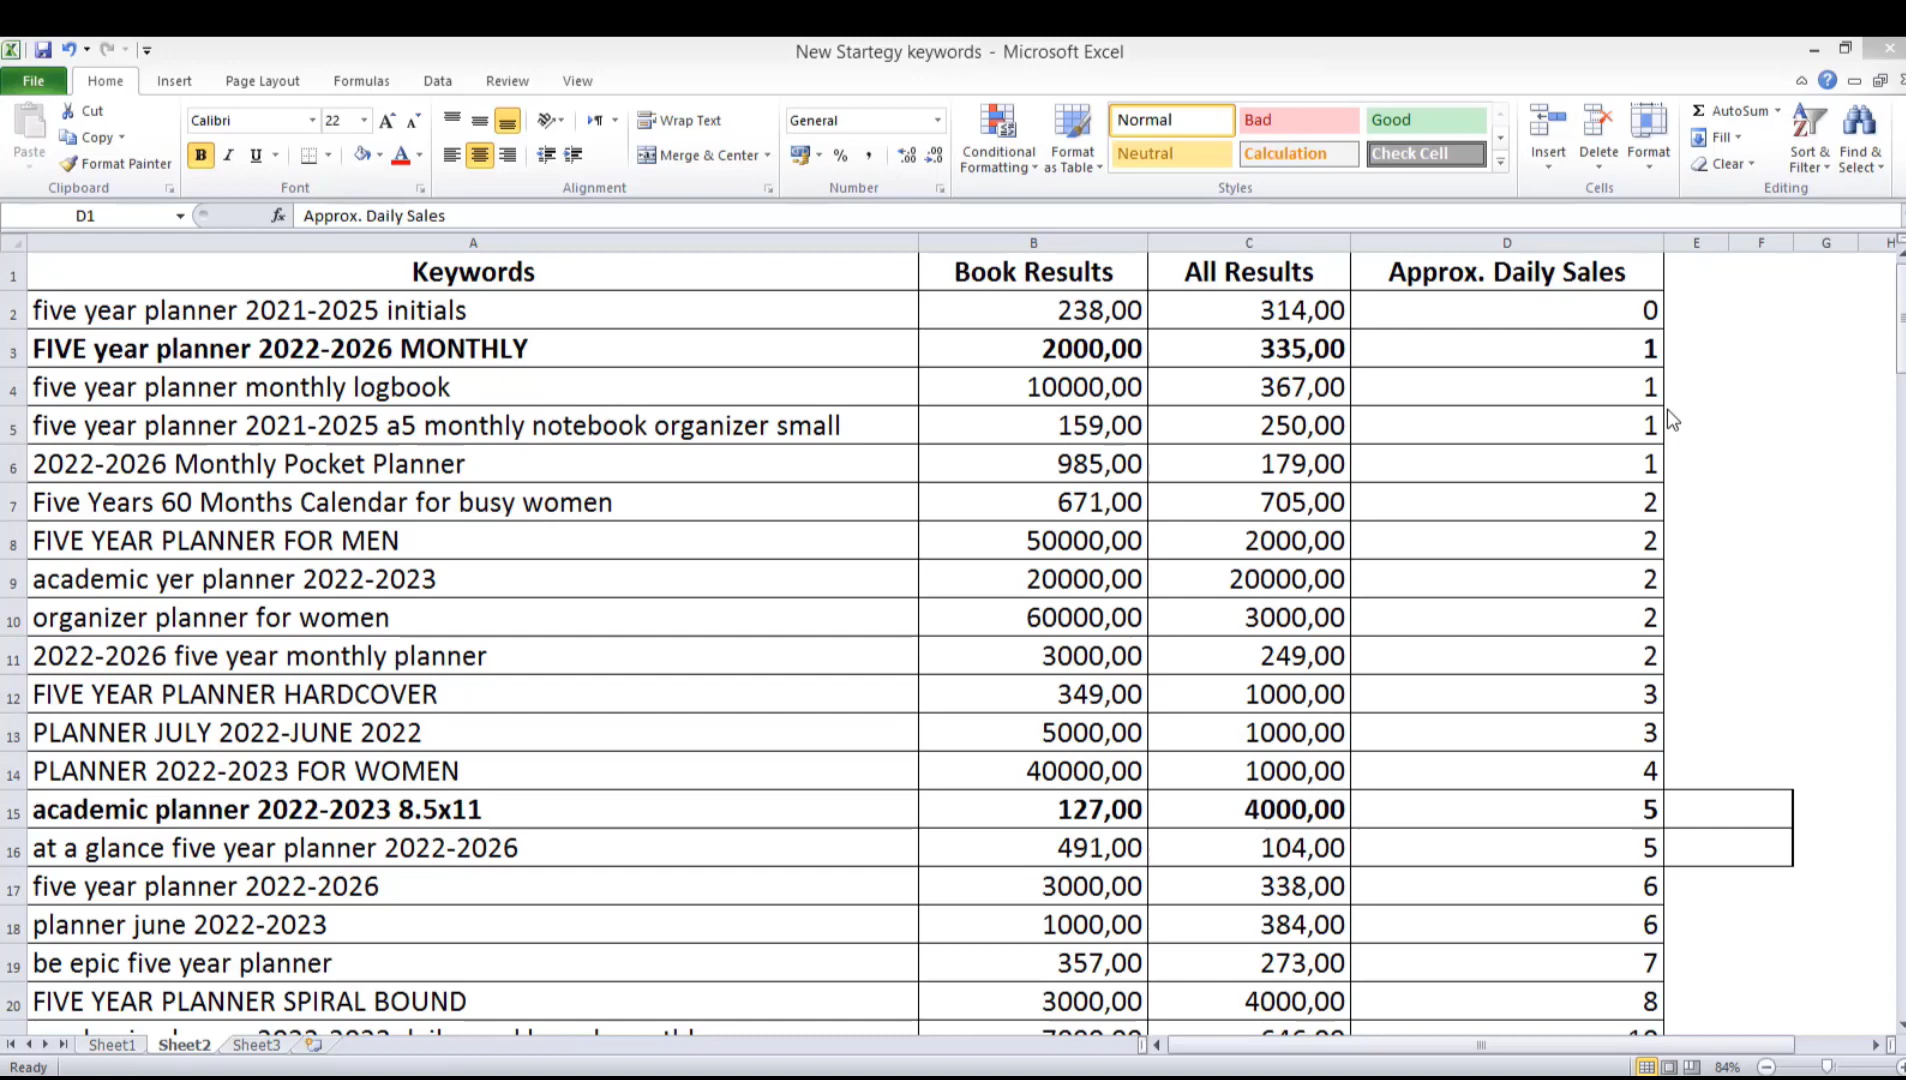 New Startegy keywords - Microsoft Excel
File Home Insert Page Layout Formulas Data Review View
Cut
Copy
Format Painter
Paste
Clipboard
Calibri 22
B I U
Font
Wrap Text
Merge & Center
Alignment
General
%
Number
Conditional Formatting
Format as Table
Normal Bad Good
Neutral Calculation Check Cell
Styles
Insert Delete Format
Cells
Σ AutoSum
Fill
Clear
Sort & Filter
Find & Select
Editing
D1 fx Approx. Daily Sales
A B C D E F G H
1 Keywords Book Results All Results Approx. Daily Sales
2 five year planner 2021-2025 initials 238,00 314,00 0
3 FIVE year planner 2022-2026 MONTHLY 2000,00 335,00 1
4 five year planner monthly logbook 10000,00 367,00 1
5 five year planner 2021-2025 a5 monthly notebook organizer small 159,00 250,00 1
6 2022-2026 Monthly Pocket Planner 985,00 179,00 1
7 Five Years 60 Months Calendar for busy women 671,00 705,00 2
8 FIVE YEAR PLANNER FOR MEN 50000,00 2000,00 2
9 academic yer planner 2022-2023 20000,00 20000,00 2
10 organizer planner for women 60000,00 3000,00 2
11 2022-2026 five year monthly planner 3000,00 249,00 2
12 FIVE YEAR PLANNER HARDCOVER 349,00 1000,00 3
13 PLANNER JULY 2022-JUNE 2022 5000,00 1000,00 3
14 PLANNER 2022-2023 FOR WOMEN 40000,00 1000,00 4
15 academic planner 2022-2023 8.5x11 127,00 4000,00 5
16 at a glance five year planner 2022-2026 491,00 104,00 5
17 five year planner 2022-2026 3000,00 338,00 6
18 planner june 2022-2023 1000,00 384,00 6
19 be epic five year planner 357,00 273,00 7
20 FIVE YEAR PLANNER SPIRAL BOUND 3000,00 4000,00 8
Sheet1 Sheet2 Sheet3
Ready 84%